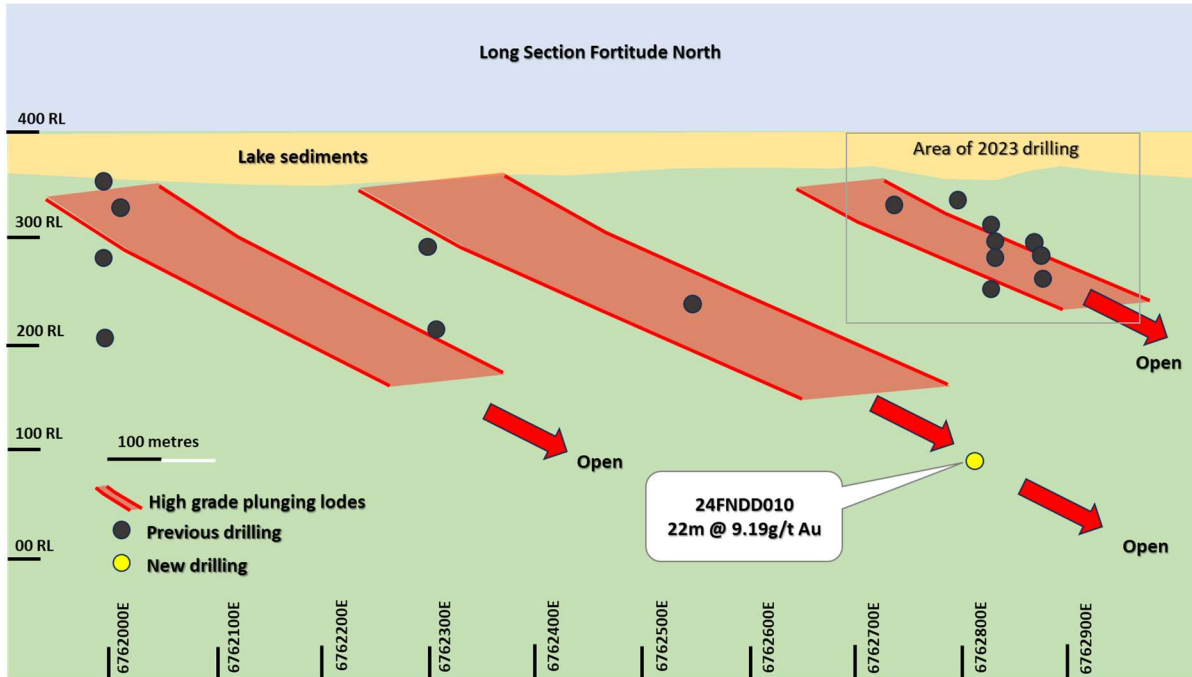 Long Section Fortitude North
400 RL
Lake sediments
Area of 2023 drilling
300 RL
200 RL
Open
100 RL
100 metres
Open
24FNDD010
22m @ 9.19g/t Au
High grade plunging lodes
Previous drilling
Open
00 RL
New drilling
6762000E
6762100E
6762200E
6762300E
6762400E
6762500E
6762600E
6762700E
6762800E
6762900E